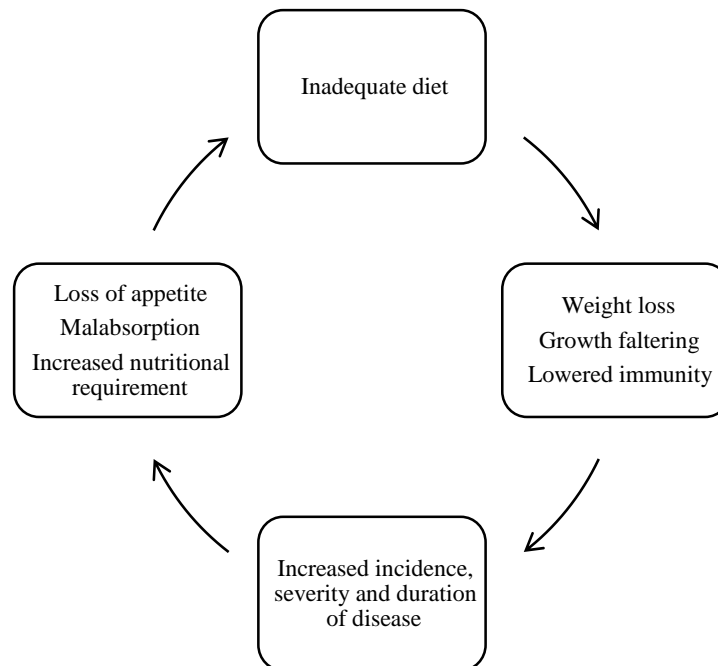 Inadequate diet
Weight loss
Growth faltering
Lowered immunity
Increased incidence,
severity and duration
of disease
Loss of appetite
Malabsorption
Increased nutritional
requirement